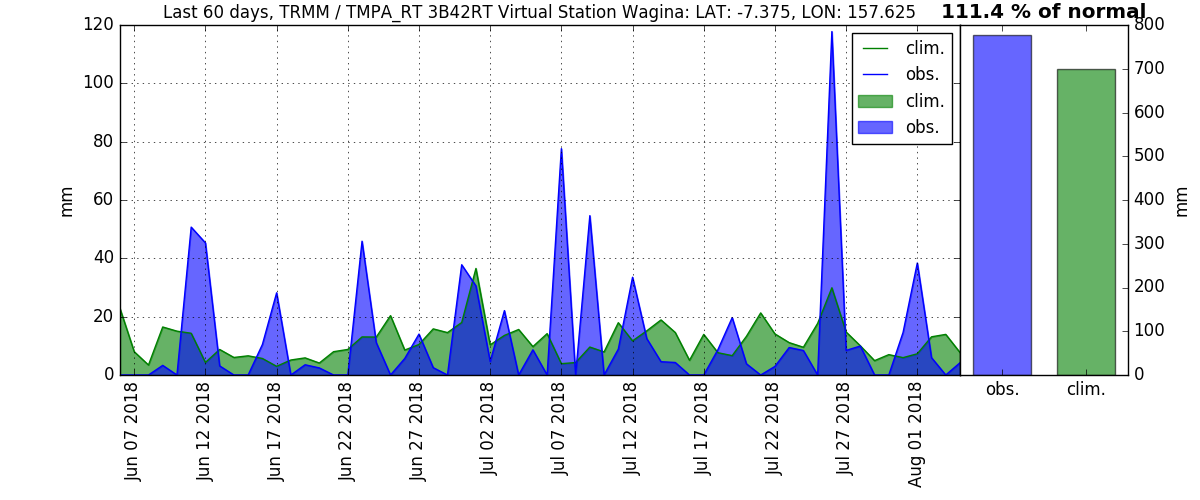 Last 60 days, TRMM / TMPA_RT 3B42RT Virtual Station Wagina: LAT: -7.375, LON: 157.625
111.4 % of normal
120
100
80
60
40
20
0
mm
clim.
obs.
clim.
obs.
800
700
600
500
400
300
200
100
0
mm
Jun 07 2018
Jun 12 2018
Jun 17 2018
Jun 22 2018
Jun 27 2018
Jul 02 2018
Jul 07 2018
Jul 12 2018
Jul 17 2018
Jul 22 2018
Jul 27 2018
Aug 01 2018
obs.
clim.